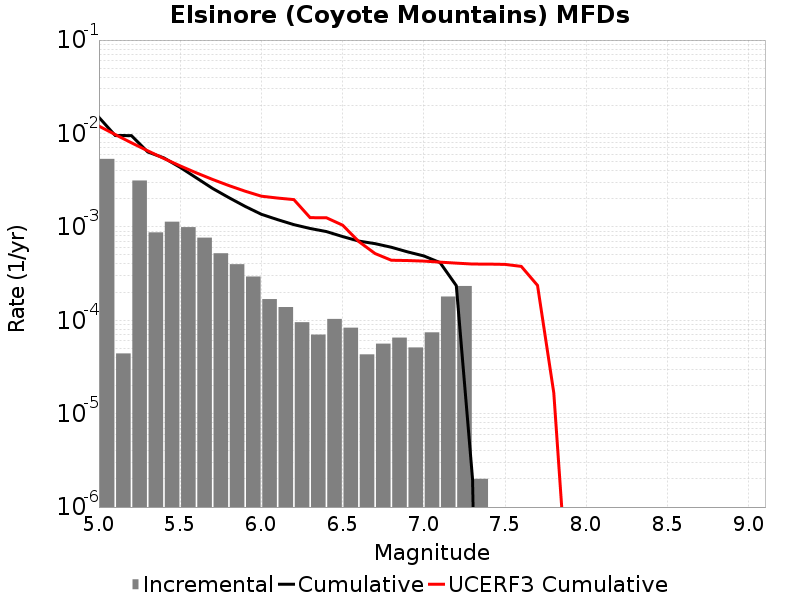 Elsinore (Coyote Mountains) MFDs
10^-1
10^-2
10^-3
10^-4
10^-5
10^-6
Rate (1/yr)
5.0 5.5 6.0 6.5 7.0 7.5 8.0 8.5 9.0
Magnitude
Incremental Cumulative UCERF3 Cumulative